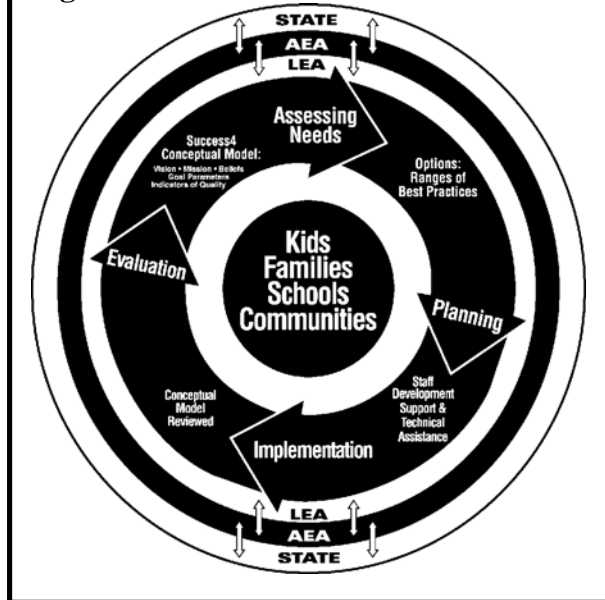 STATE
AEA
LEA
Assessing
Needs
Success4
Conceptual Model:
Vision • Mission • Beliefs
Goal Parameters
Indicators of Quality
Options:
Ranges of
Best Practices
Evaluation
Kids
Families
Schools
Communities
Planning
Conceptual
Model
Reviewed
Staff
Development
Support &
Technical
Assistance
Implementation
LEA
AEA
STATE